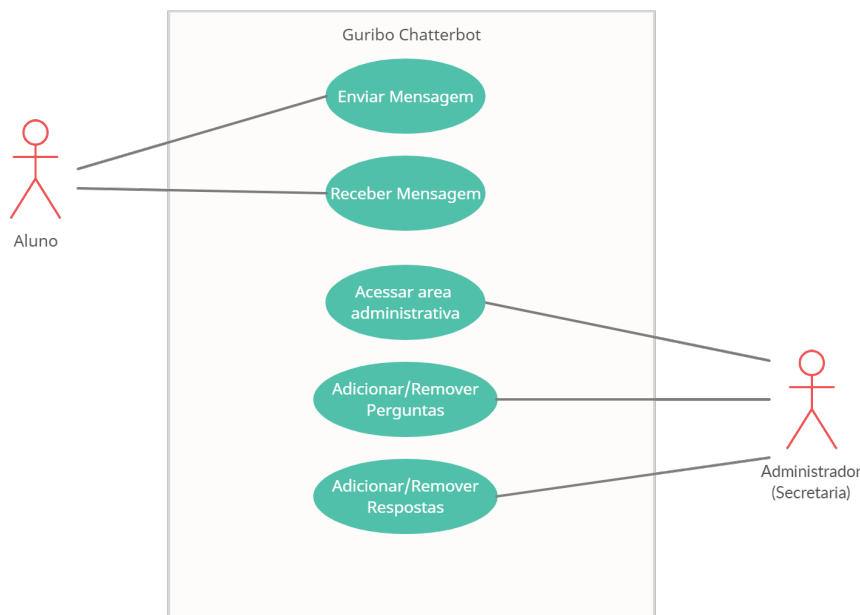 Guribo Chatterbot
Enviar Mensagem
Receber Mensagem
Aluno
Acessar area
administrativa
Adicionar/Remover
Perguntas
Adicionar/Remover
Respostas
Administrador
(Secretaria)